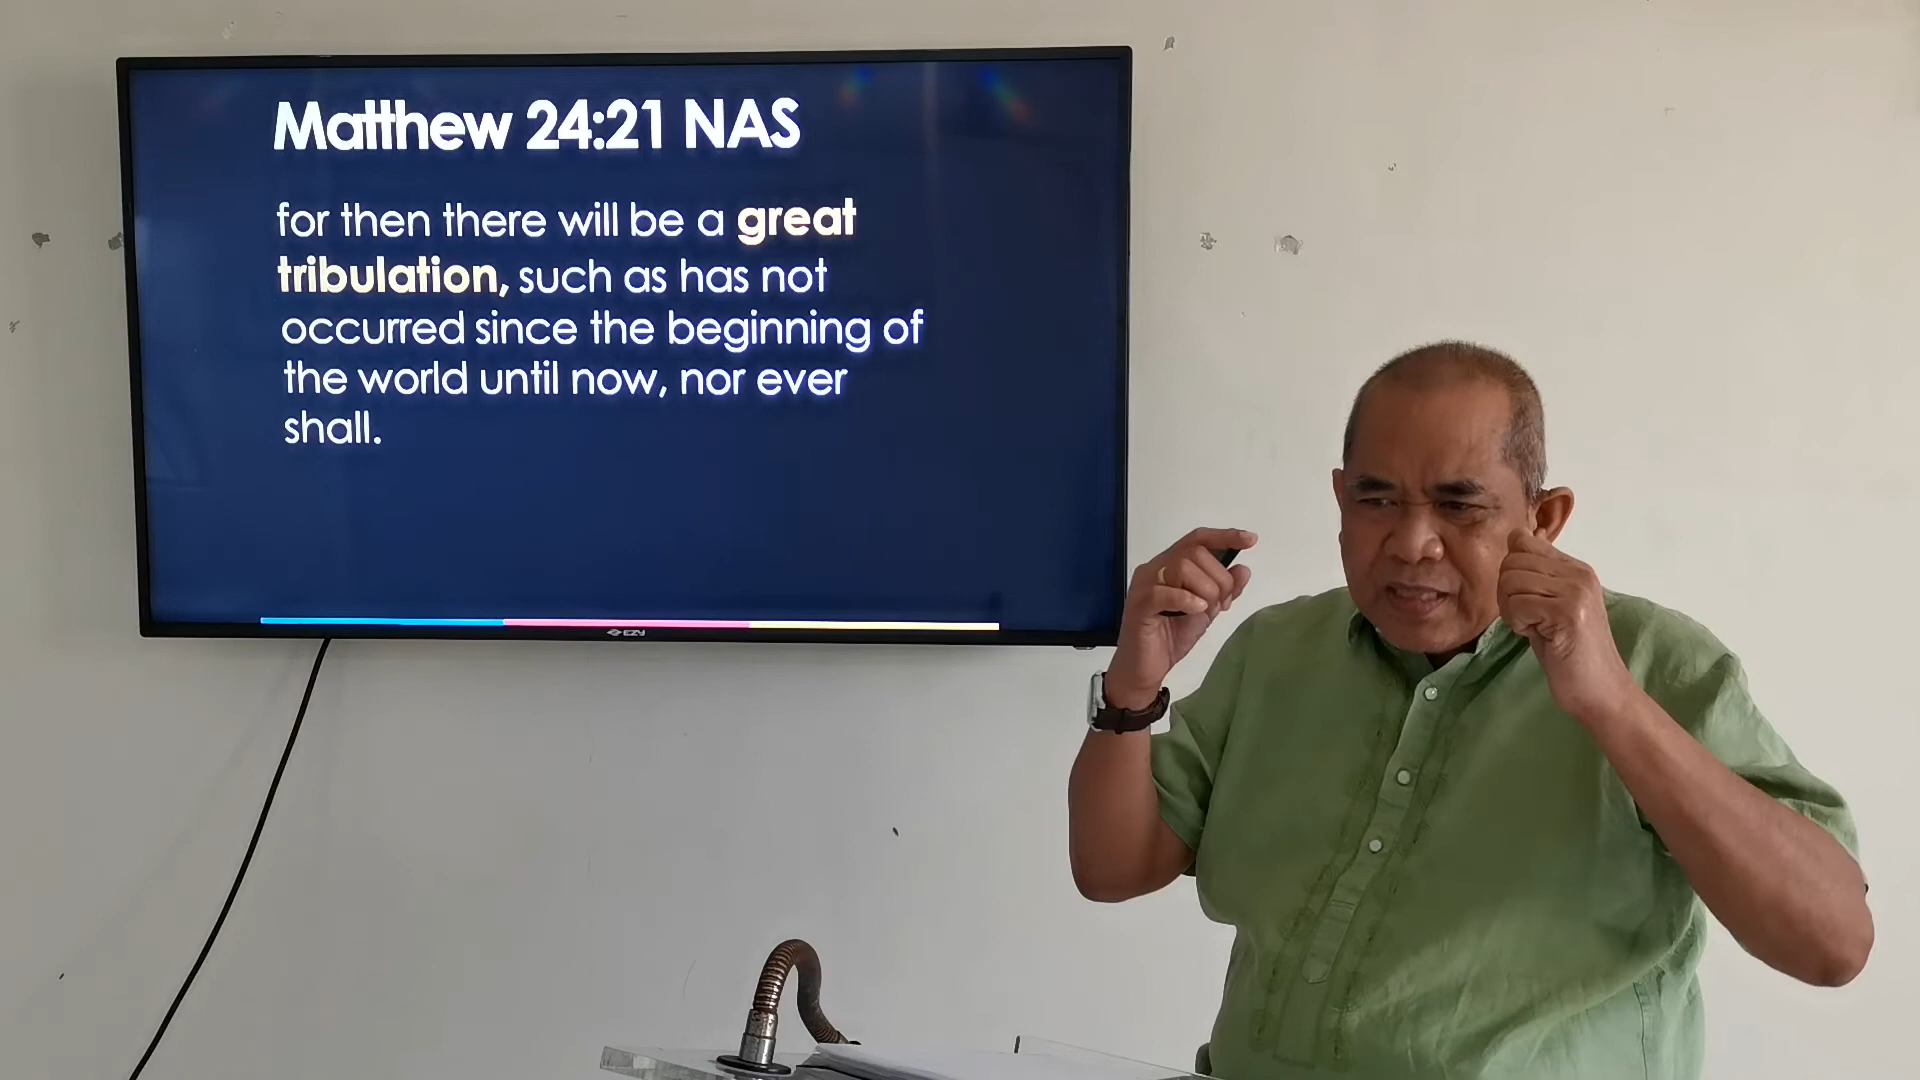 Matthew 24:21 NAS
for then there will be a great
tribulation, such as has not
occurred since the beginning of
the world until now, nor ever
shall.
EZY